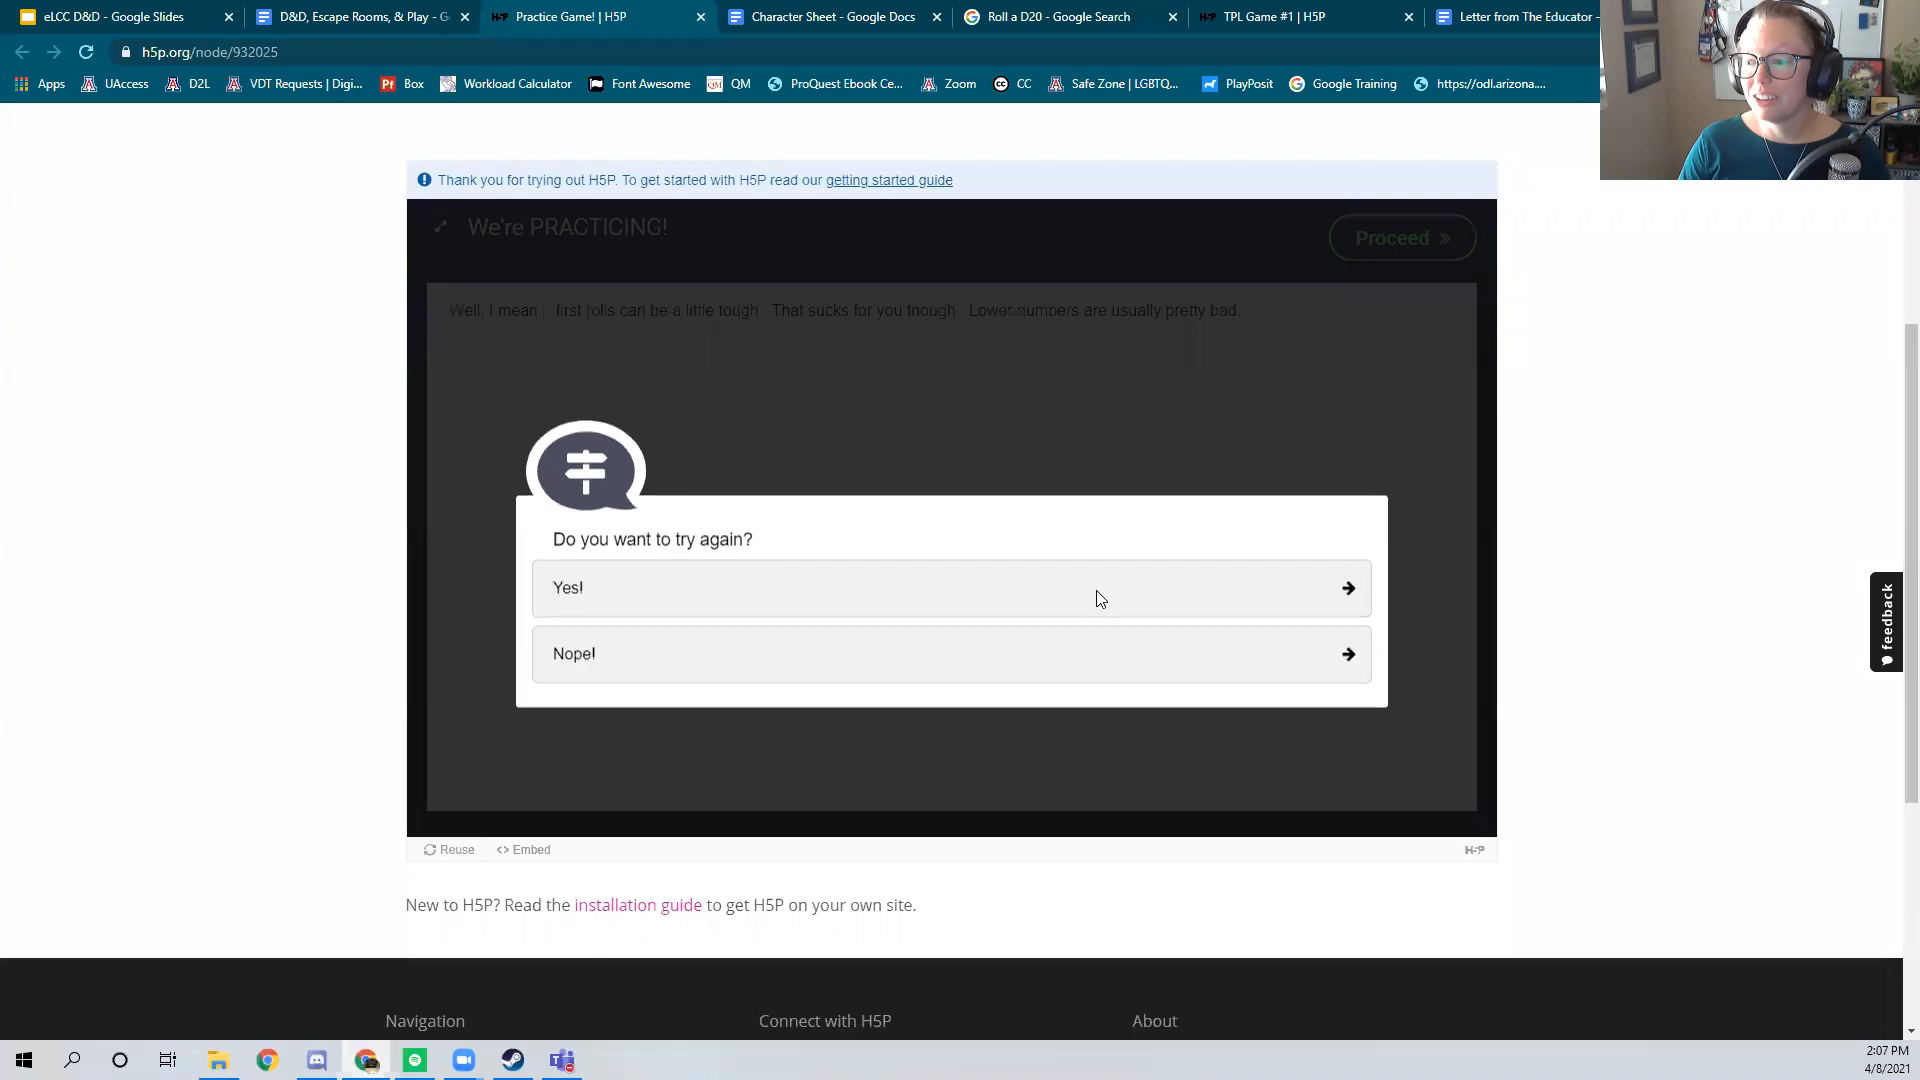 eLCC D&D - Google Slides
D&D, Escape Rooms, & Play - G
Practice Game! | H5P
Character Sheet - Google Docs
Roll a D20 - Google Search
TPL Game #1 | H5P
Letter from The Educator -
h5p.org/node/932025
Apps
UAccess
D2L
VDT Requests | Digi...
Pf Box
Workload Calculator
Font Awesome
QM QM
ProQuest Ebook Ce...
Zoom
cc CC
Safe Zone | LGBTQ...
PlayPosit
Google Training
https://odl.arizona....
Thank you for trying out H5P. To get started with H5P read our getting started guide
We're PRACTICING!
Proceed
Well, I mean first rolls can be a little tough That sucks for you though Lower numbers are usually pretty bad.
Do you want to try again?
Yes!
Nope!
Reuse
<> Embed
H5P
feedback
New to H5P? Read the installation guide to get H5P on your own site.
Navigation
Connect with H5P
About
2:07 PM
4/8/2021